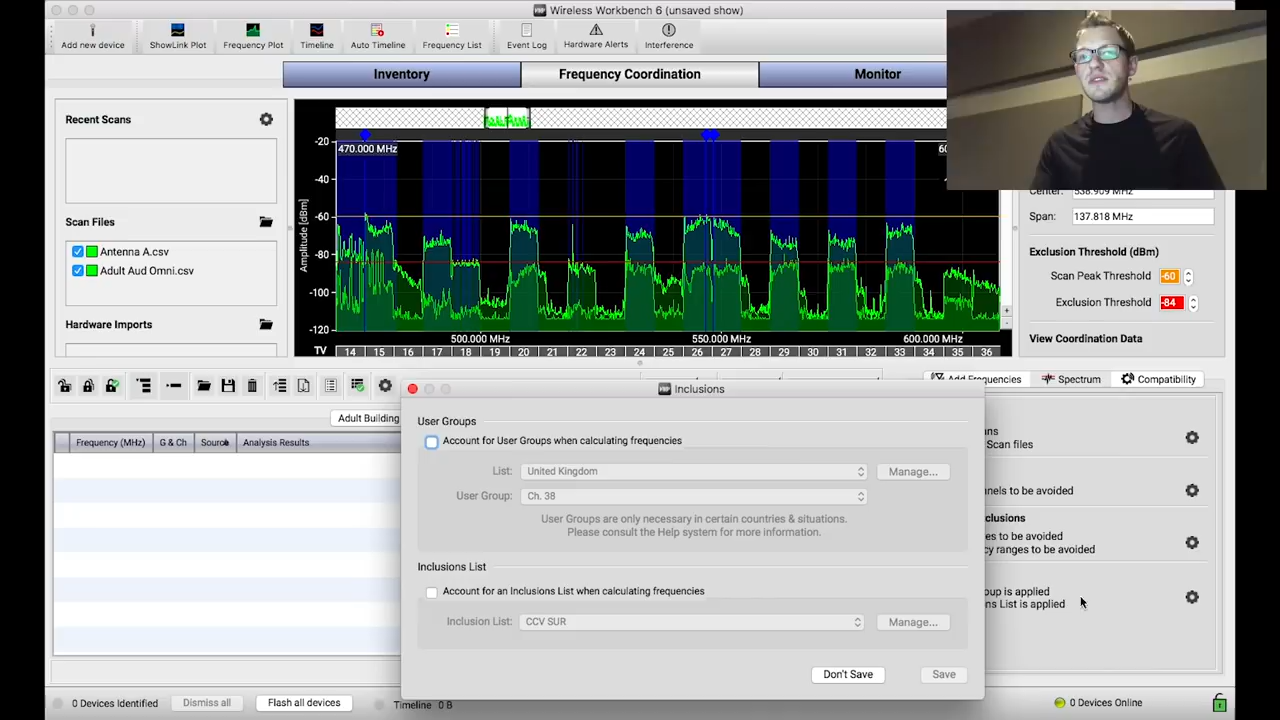 Wireless Workbench 6 (unsaved show)
Add new device
ShowLink Plot
Frequency Plot
Timeline
Auto Timeline
Frequency List
Event Log
Hardware Alerts
Interference
Inventory
Frequency Coordination
Monitor
Recent Scans
Scan Files
Antenna A.csv
Adult Aud Omni.csv
Hardware Imports
Amplitude [dBm]
-20
-40
-60
-80
-100
-120
470.000 MHz
60
500.000 MHz
550.000 MHz
600.000 MHz
TV 14 15 16 17 18 19 20 21 22 23 24 25 26 27 28 29 30 31 32 33 34 35 36
Center: 538.909 MHz
Span: 137.818 MHz
Exclusion Threshold (dBm)
Scan Peak Threshold -60
Exclusion Threshold -84
View Coordination Data
Add Frequencies
Spectrum
Compatibility
Adult Building
Frequency (MHz)
G & Ch
Source
Analysis Results
Inclusions
User Groups
Account for User Groups when calculating frequencies
List: United Kingdom Manage...
User Group: Ch. 38
User Groups are only necessary in certain countries & situations.
Please consult the Help system for more information.
Inclusions List
Account for an Inclusions List when calculating frequencies
Inclusion List: CCV SUR Manage...
Don't Save
Save
ns
Scan files
nnels to be avoided
clusions
es to be avoided
cy ranges to be avoided
oup is applied
ns List is applied
0 Devices Identified
Dismiss all
Flash all devices
Timeline 0 B
0 Devices Online